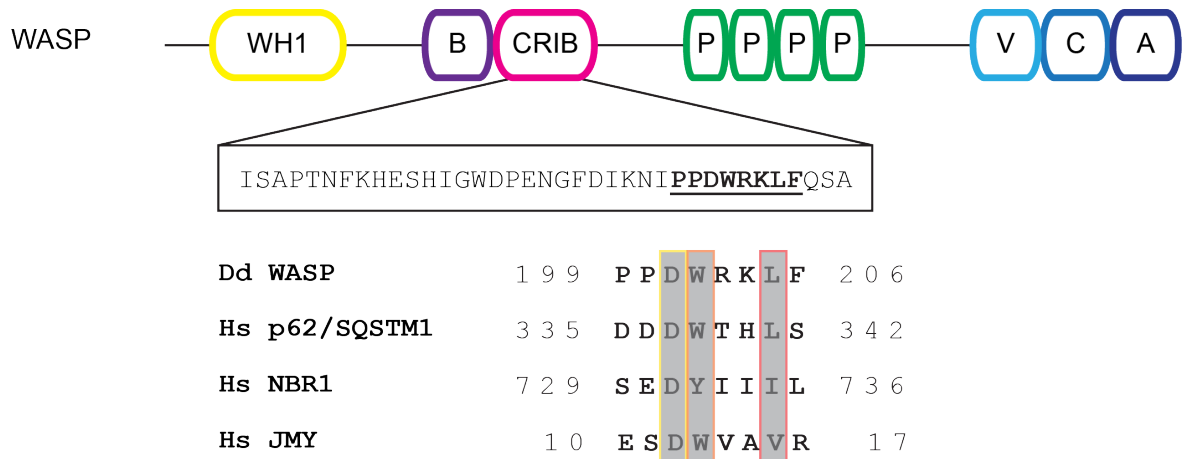 WASP WH1 B CRIB P P P P V C A
ISAPTNFKHESHIGWDPENGFDIKNIPPDWRKLFQSA
Dd WASP 199 PPDWRKLF 206
Hs p62/SQSTM1 335 DDDWTHLS 342
Hs NBR1 729 SEDYIIIL 736
Hs JMY 10 ESDWVAVR 17